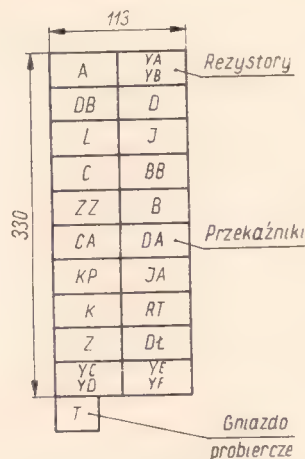 113
330
A YA YB Rezystory
DB D
L J
C BB
ZZ B
CA DA Przekaźniki
KP JA
K RT
Z Dt
YC YD YE YF
T
Gniazdo
probiercze